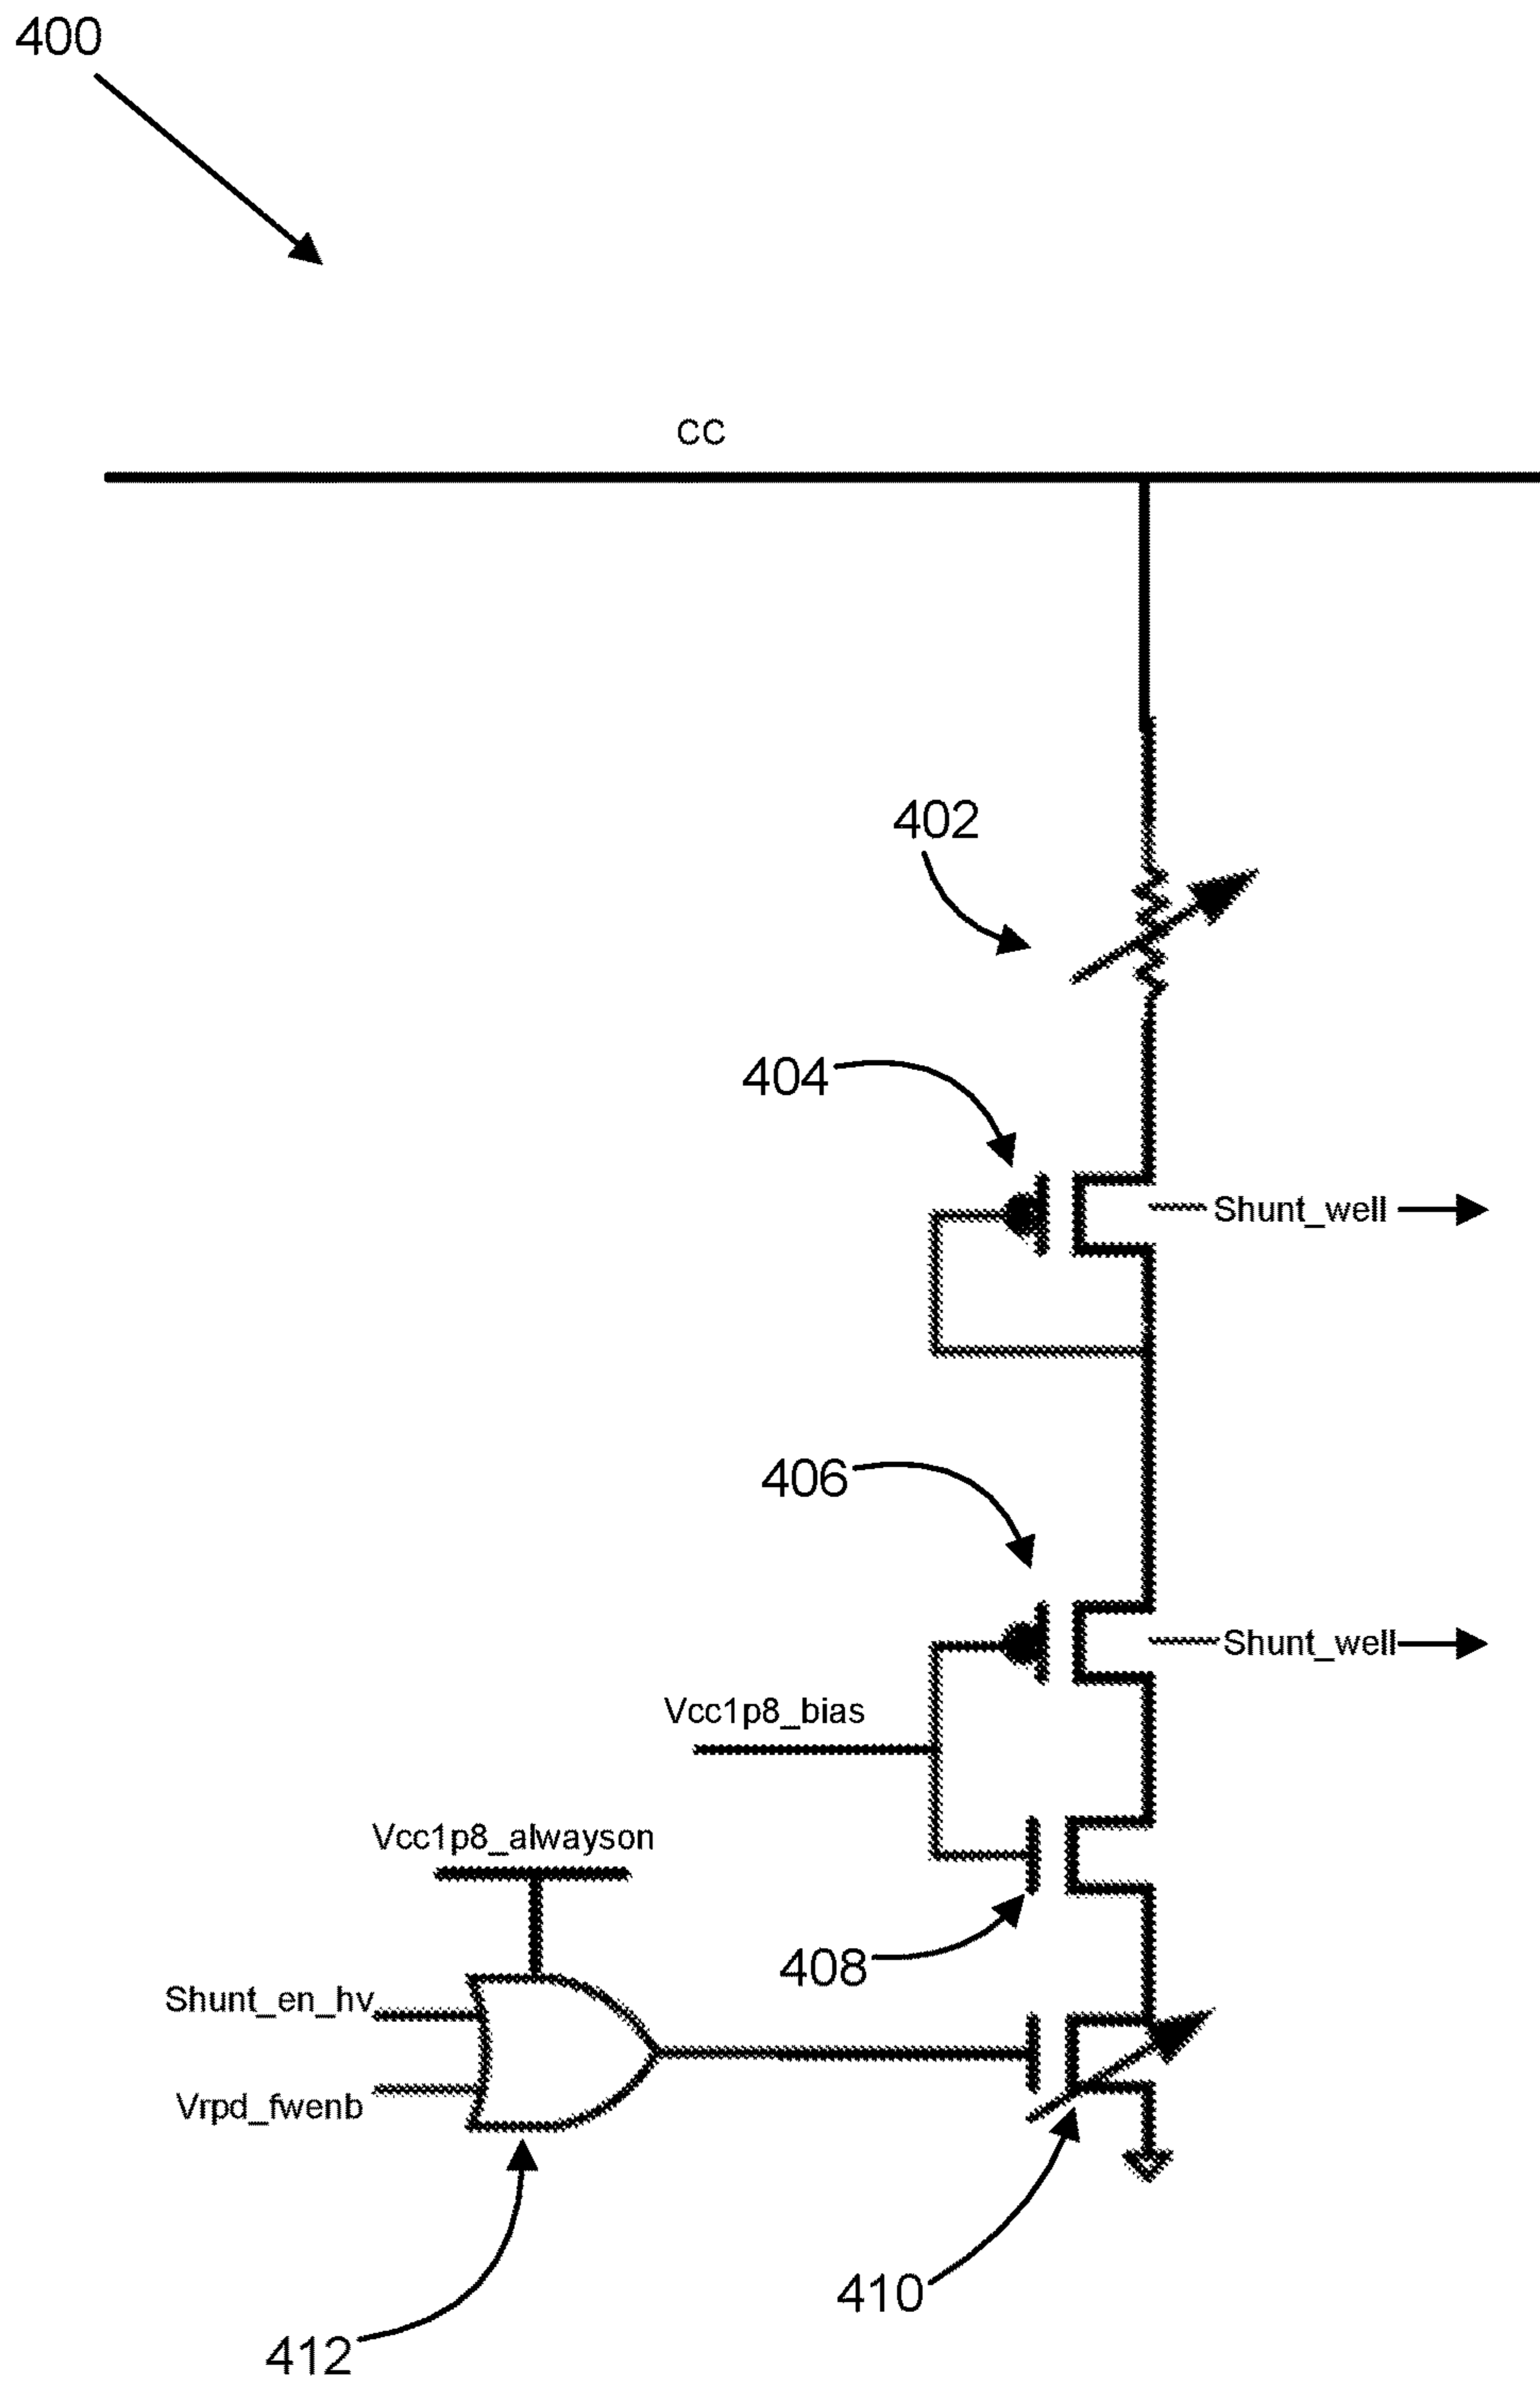 400
CC
402
404
Shunt_well
406
Shunt_well
Vcc1p8_bias
Vcc1p8_alwayson
408
Shunt_en_hv
Vrpd_fwenb
410
412